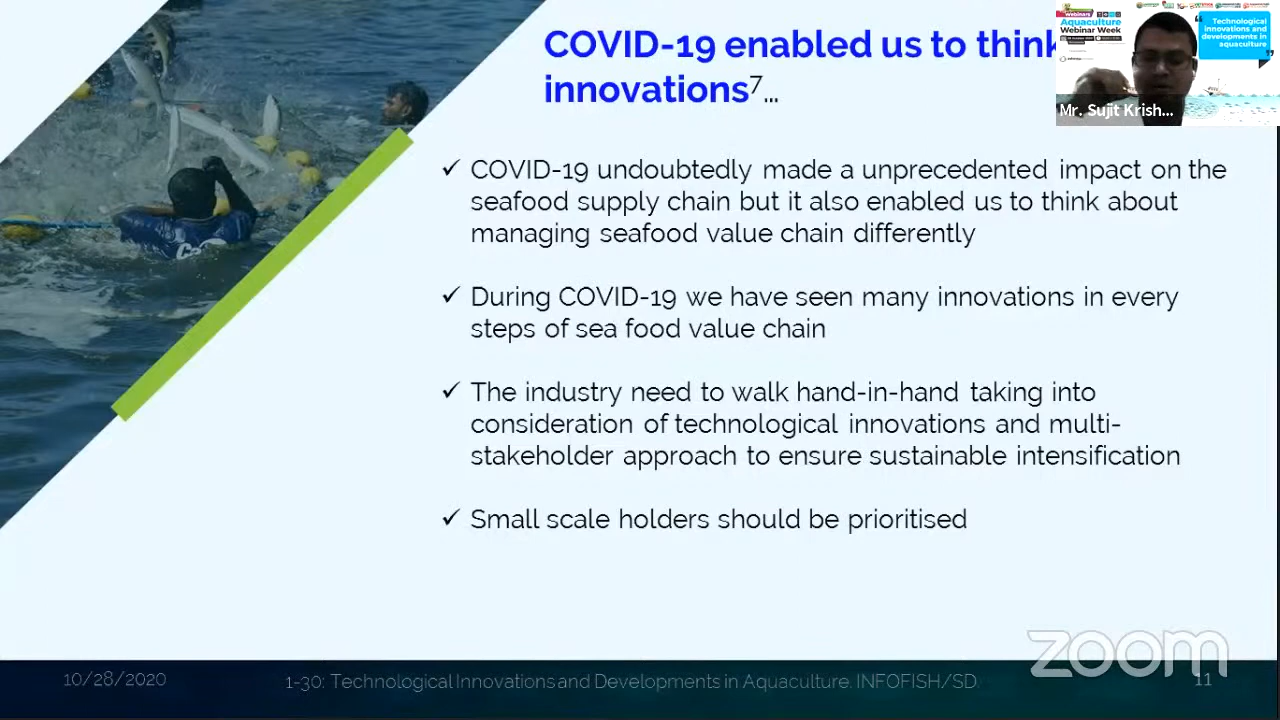 COVID-19 enabled us to think
innovations7...
Webinars
Aquaculture
Webinar Week
Technological
innovations and
developments in
aquaculture
Mr. Sujit Krish...
✓ COVID-19 undoubtedly made a unprecedented impact on the
seafood supply chain but it also enabled us to think about
managing seafood value chain differently
✓ During COVID-19 we have seen many innovations in every
steps of sea food value chain
✓ The industry need to walk hand-in-hand taking into
consideration of technological innovations and multi-
stakeholder approach to ensure sustainable intensification
✓ Small scale holders should be prioritised
zoom
10/28/2020
1-30: Technological Innovations and Developments in Aquaculture. INFOFISH/SD
11